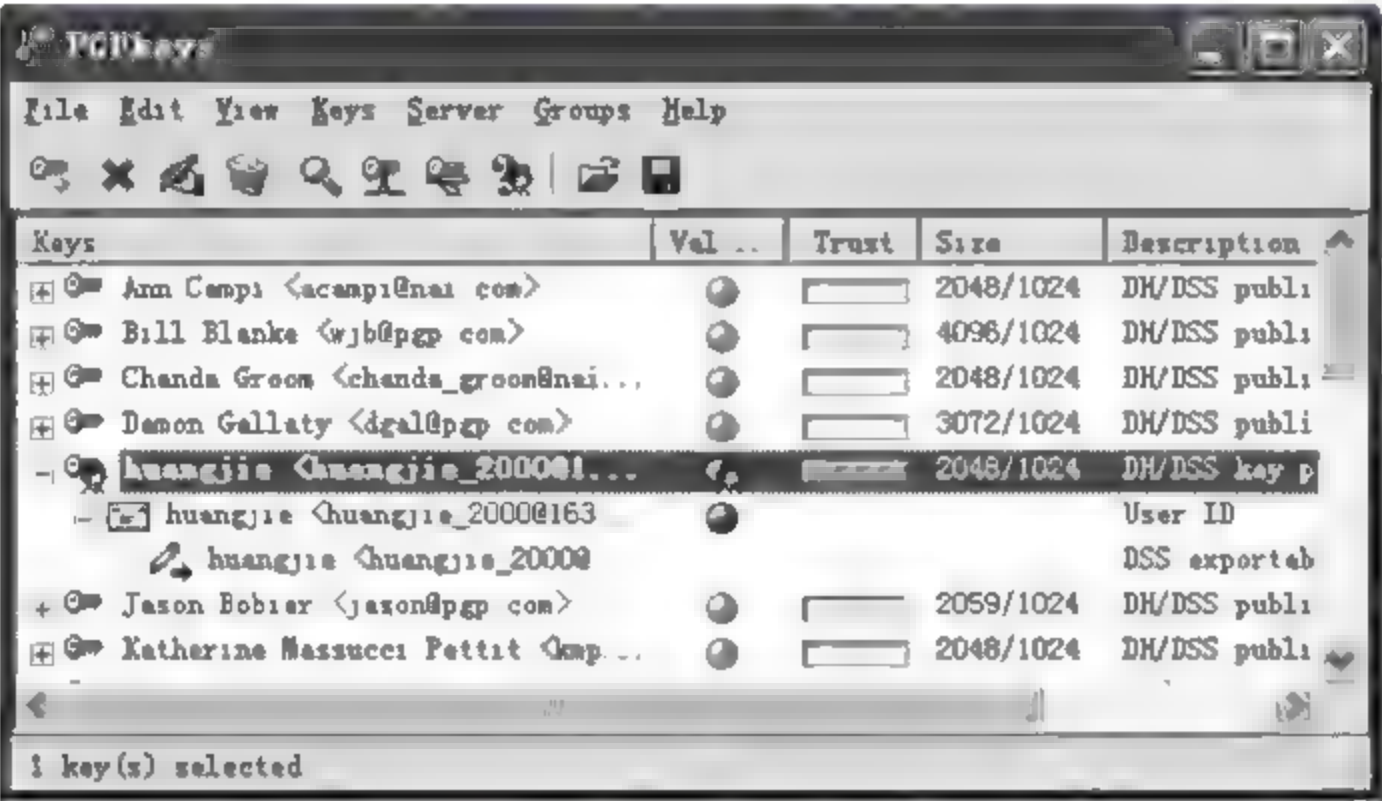 PGPkeys
File Edit View Keys Server Groups Help
Keys Val .. Trust Size Description
Ann Campi <acampi@nai com> 2048/1024 DH/DSS publi
Bill Blanke <wjb@pgp com> 4096/1024 DH/DSS publi
Chanda Groom <chanda_groom@nai... 2048/1024 DH/DSS publi
Damon Gallaty <dgal@pgp com> 3072/1024 DH/DSS publi
huangjie <huangjie_2000@1... 2048/1024 DH/DSS key p
huangjie <huangjie_2000@163 User ID
huangjie <huangjie_2000@ DSS exportab
Jason Bobier <jason@pgp com> 2059/1024 DH/DSS publi
Katherine Massucci Pettit <kmp... 2048/1024 DH/DSS publi
1 key(s) selected